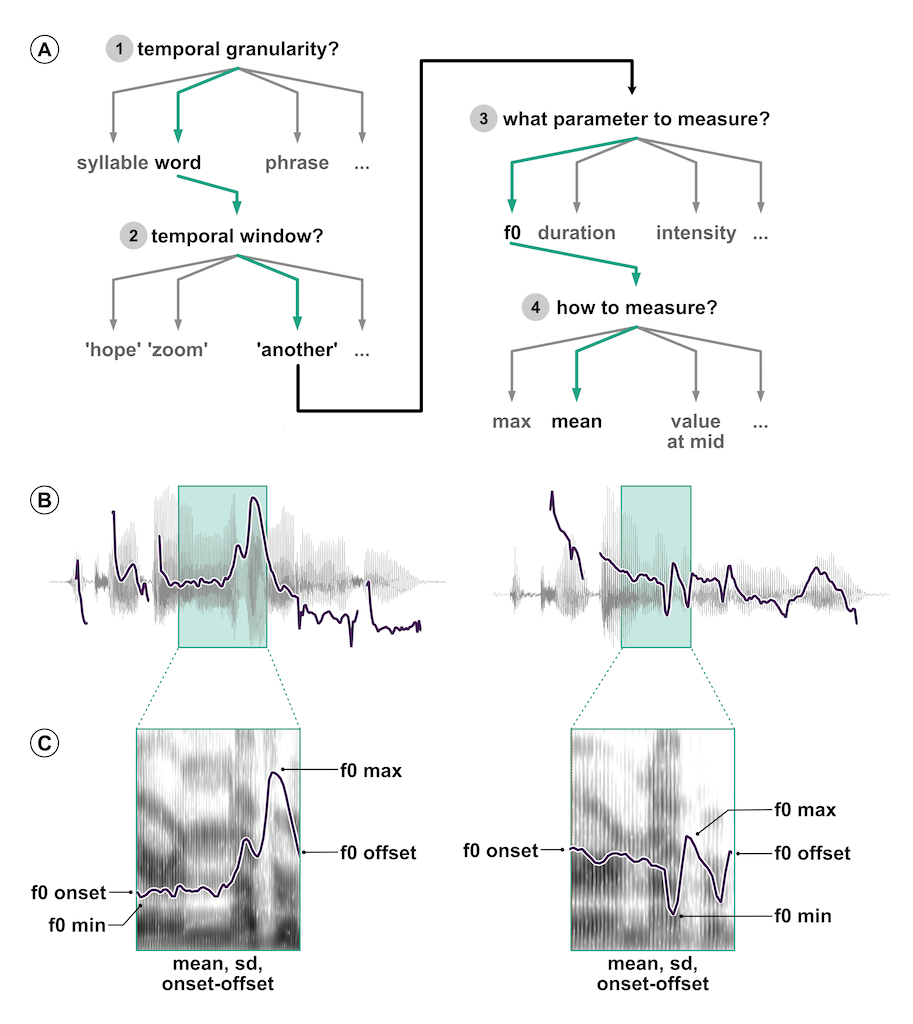 A
1 temporal granularity?
syllable word phrase ...
2 temporal window?
'hope' 'zoom' 'another' ...
3 what parameter to measure?
f0 duration intensity ...
4 how to measure?
max mean value
at mid ...
B
C
f0 max
f0 offset
f0 onset
f0 min
mean, sd,
onset-offset
f0 max
f0 onset
f0 offset
f0 min
mean, sd,
onset-offset